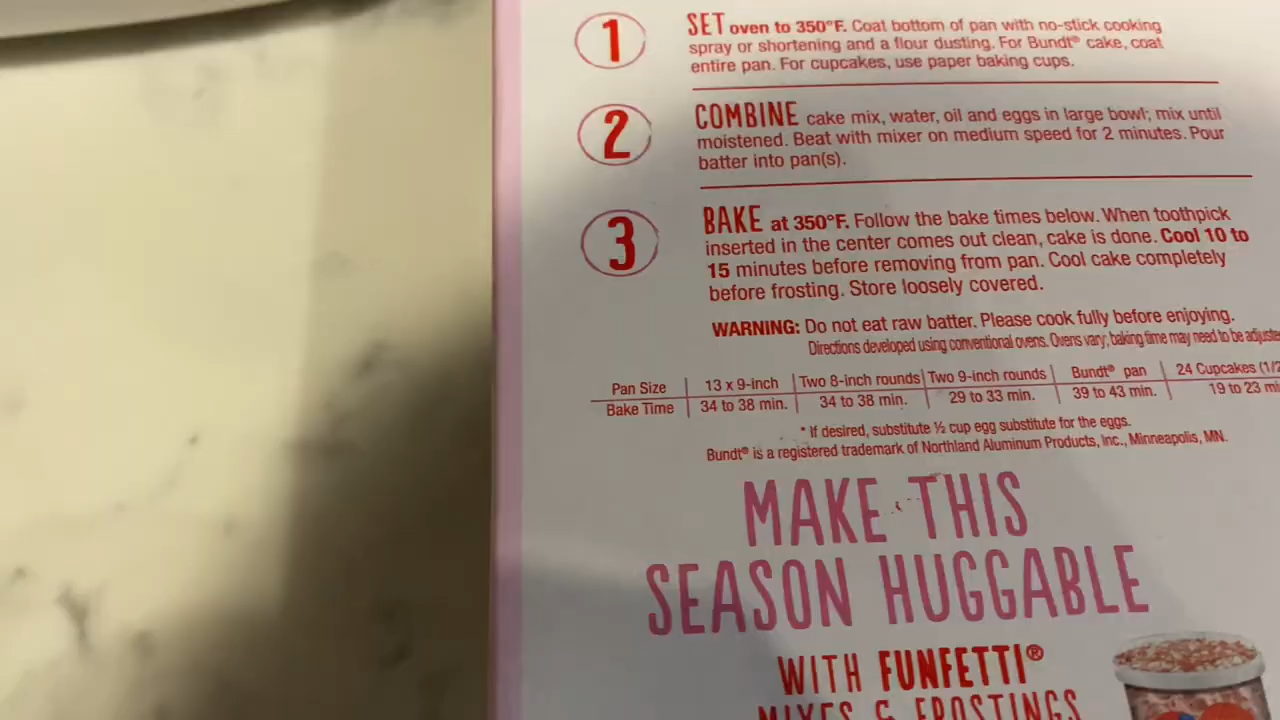 1
SET oven to 350°F. Coat bottom of pan with no-stick cooking
spray or shortening and a flour dusting. For Bundt® cake, coat
entire pan. For cupcakes, use paper baking cups.
2
COMBINE cake mix, water, oil and eggs in large bowl; mix until
moistened. Beat with mixer on medium speed for 2 minutes. Pour
batter into pan(s).
3
BAKE at 350°F. Follow the bake times below. When toothpick
inserted in the center comes out clean, cake is done. Cool 10 to
15 minutes before removing from pan. Cool cake completely
before frosting. Store loosely covered.
WARNING: Do not eat raw batter. Please cook fully before enjoying.
Directions developed using conventional ovens. Ovens vary; baking time may need to be
Pan Size 13 x 9-inch Two 8-inch rounds Two 9-inch rounds Bundt® pan 24 Cupcakes
Bake Time 34 to 38 min. 34 to 38 min. 29 to 33 min. 39 to 43 min. 19 to 23
* If desired, substitute ½ cup egg substitute for the eggs.
Bundt® is a registered trademark of Northland Aluminum Products, Inc., Minneapolis, MN.
MAKE THIS
SEASON HUGGABLE
WITH FUNFETTI®
MIXES & FROSTINGS